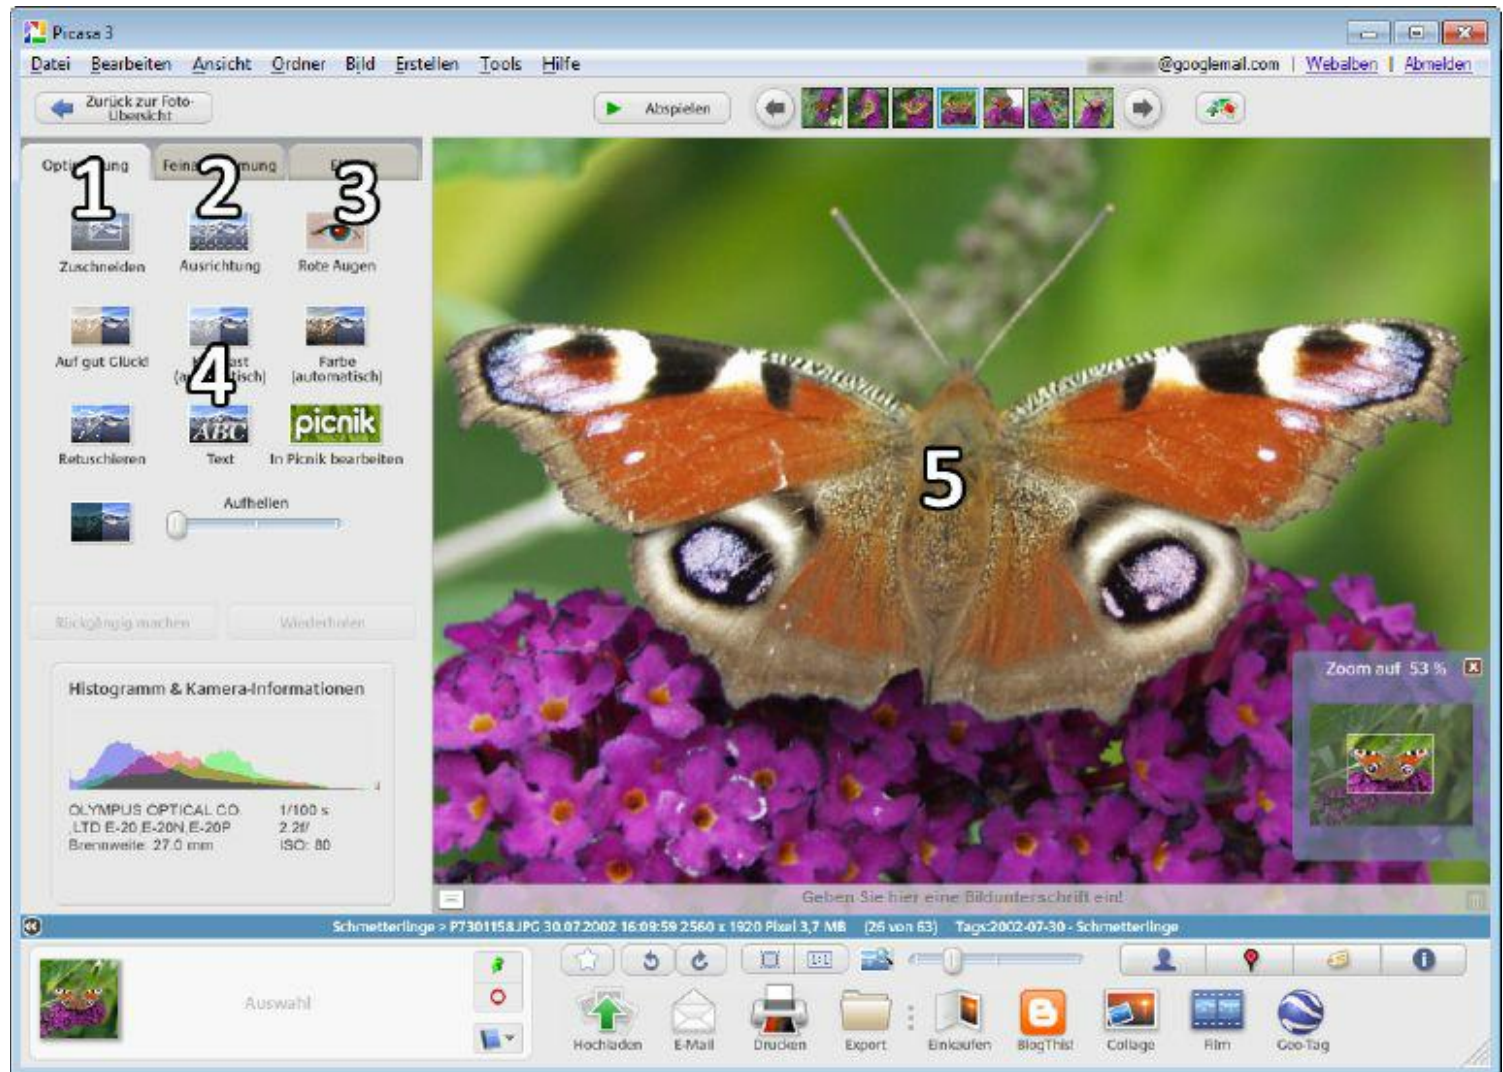 Picasa 3
Datei Bearbeiten Ansicht Ordner Bild Erstellen Tools Hilfe
@googlemail.com | Webalben | Abmelden
Zurück zur Foto-
Übersicht
Abspielen
1
2
3
Zuschneiden
Ausrichtung
Rote Augen
Auf gut Glück!
4
Farbe
(automatisch)
ABC
picnik
Retuschieren
Text
In Picnik bearbeiten
Aufhellen
5
Rückgängig machen
Wiederholen
Histogramm & Kamera-Informationen
OLYMPUS OPTICAL CO.
,LTD E-20,E-20N,E-20P
Brennweite: 27.0 mm
1/100 s
2.2f/
ISO: 80
Zoom auf 53 %
Geben Sie hier eine Bildunterschrift ein!
Schmetterlinge > P7301158.JPG 30.07.2002 16:09:59 2560 x 1920 Pixel 3,7 MB (26 von 63) Tags:2002-07-30 - Schmetterlinge
Auswahl
1:1
Hochladen
E-Mail
Drucken
Export
Einkaufen
BlogThis!
Collage
Film
Geo-Tag